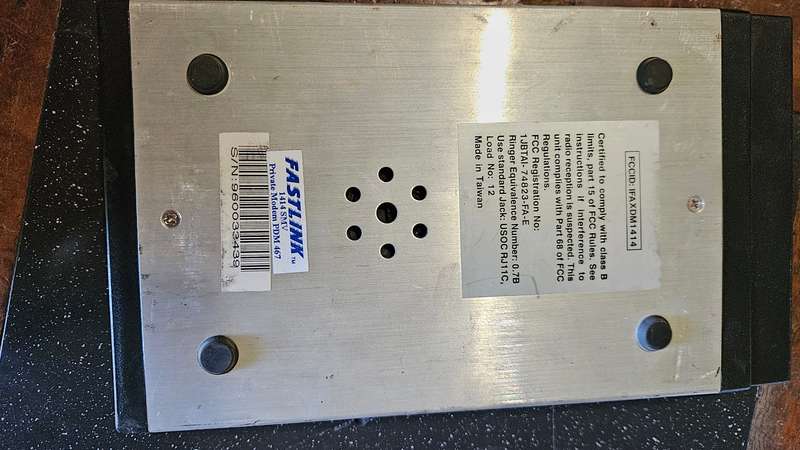 FCCID: IFAXDM1414
Certified to comply with class B
limits, part 15 of FCC Rules. See
instructions if interference to
radio reception is suspected. This
unit complies with Part 68 of FCC
Regulations.
FCC Registration No:
1JBTAI-74823-FA-E
Ringer Equivalence Number: 0.7B
Use standard Jack: USOC RJ11C,
Load No: 12
Made in Taiwan
FASTLINK™
1414 SMV
Private Modem PDM 467
S/N:960033439